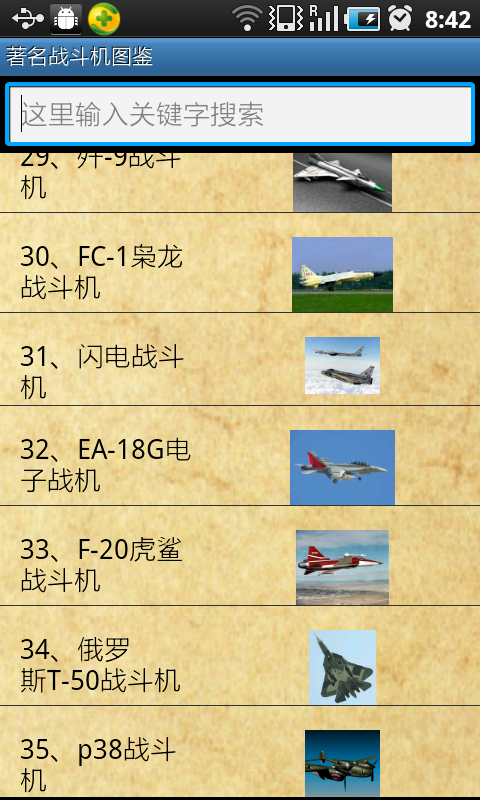 R
8:42
著名战斗机图鉴
这里输入关键字搜索
29、歼-9战斗
机
30、FC-1枭龙
战斗机
31、闪电战斗
机
32、EA-18G电
子战机
33、F-20虎鲨
战斗机
34、俄罗
斯T-50战斗机
35、p38战斗
机